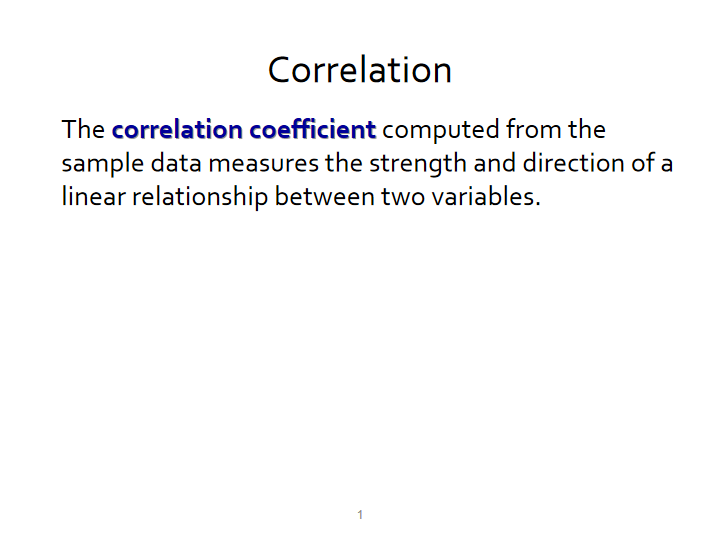 Correlation
The correlation coefficient computed from the
sample data measures the strength and direction of a
linear relationship between two variables.
1